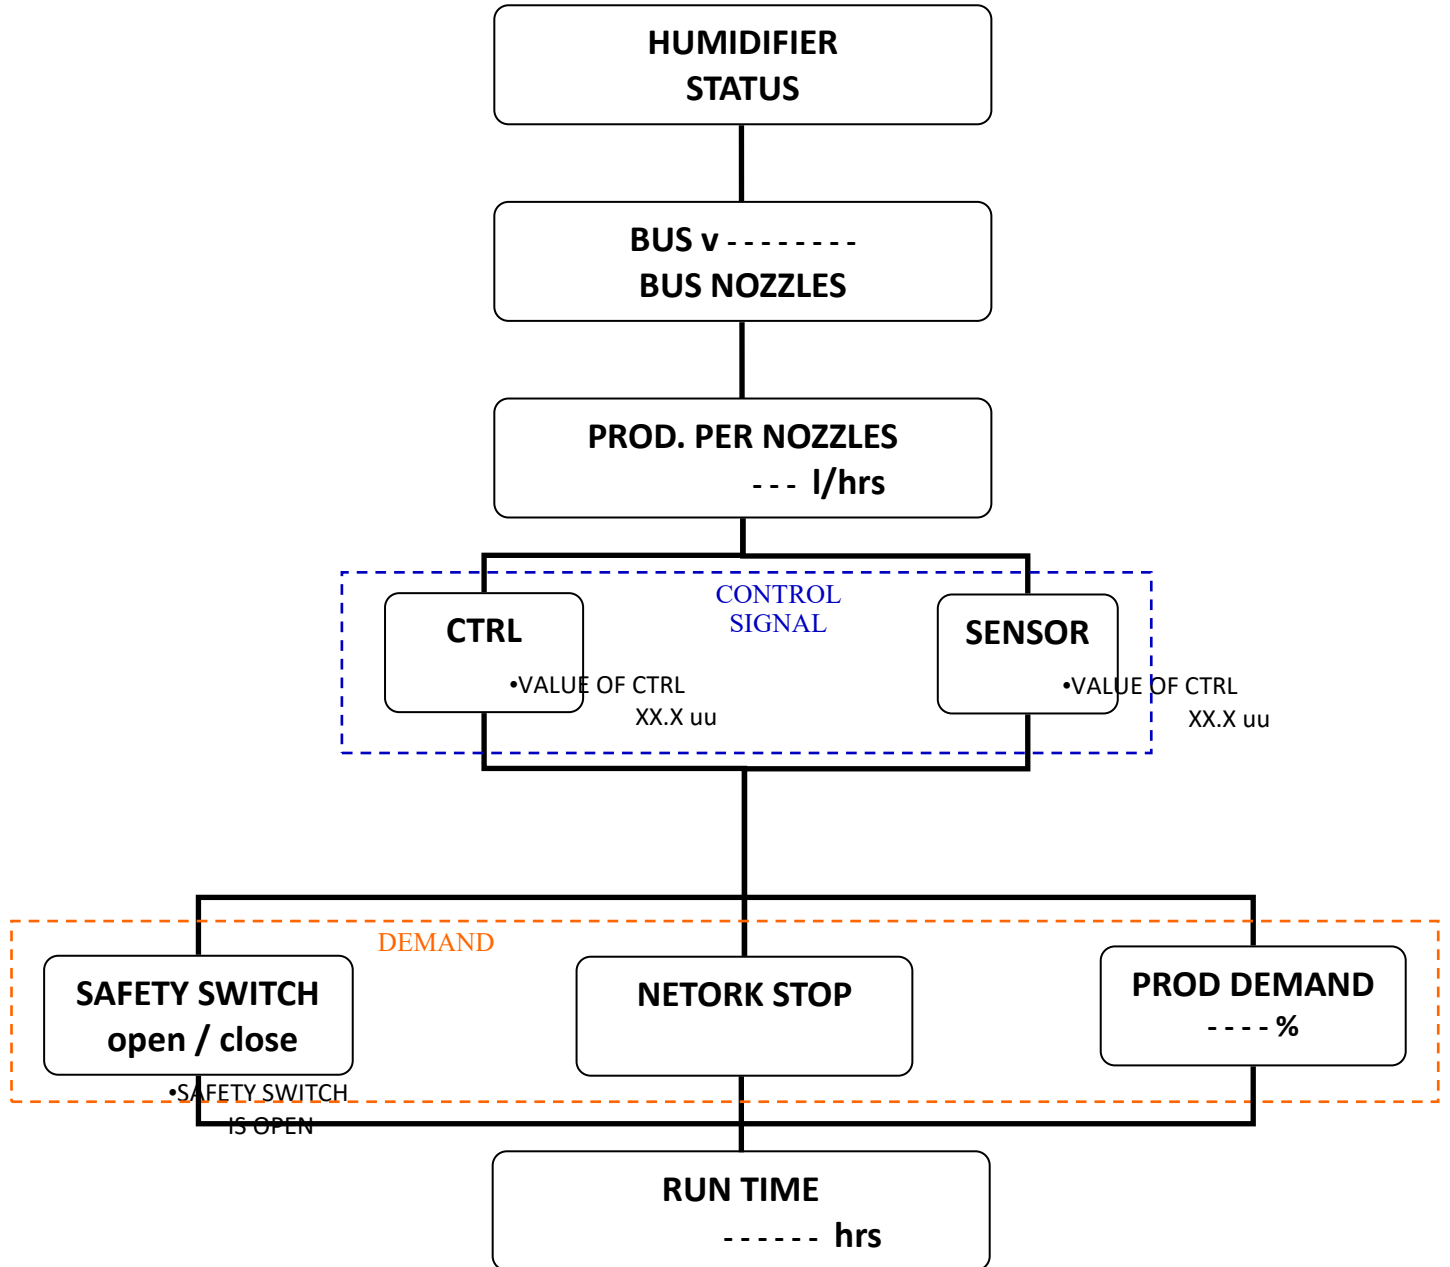 HUMIDIFIER
STATUS
BUS v - - - - - - - -
BUS NOZZLES
PROD. PER NOZZLES
- - - l/hrs
CONTROL
SIGNAL
CTRL
•VALUE OF CTRL
XX.X uu
SENSOR
•VALUE OF CTRL
XX.X uu
DEMAND
SAFETY SWITCH
open / close
•SAFETY SWITCH
IS OPEN
NETORK STOP
PROD DEMAND
- - - - %
RUN TIME
- - - - - - hrs